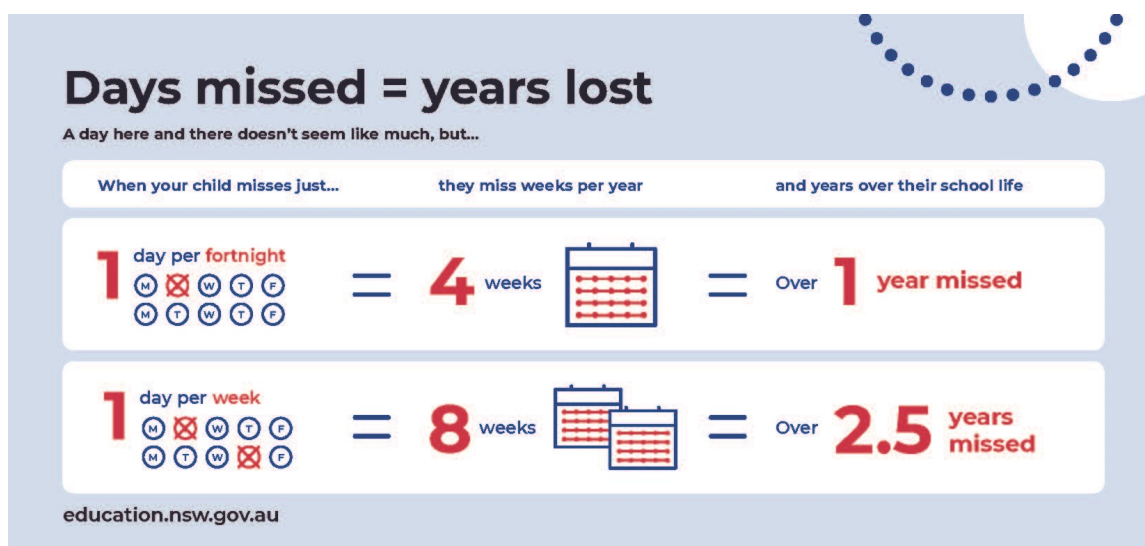 Days missed = years lost
A day here and there doesn't seem like much, but...
When your child misses just... they miss weeks per year and years over their school life
1 day per fortnight = 4 weeks = Over 1 year missed
M T W T F
M T W T F
1 day per week = 8 weeks = Over 2.5 years missed
M T W T F
M T W T F
education.nsw.gov.au